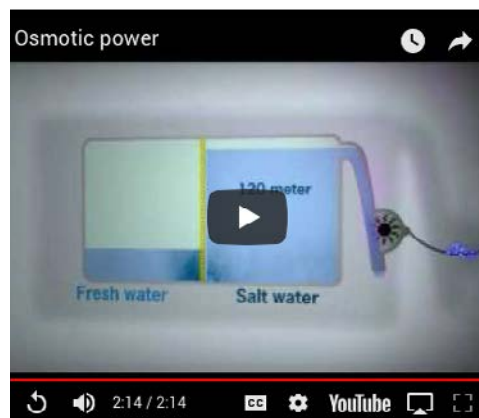 Osmotic power
120 meter
Fresh water
Salt water
2:14 / 2:14
CC
YouTube